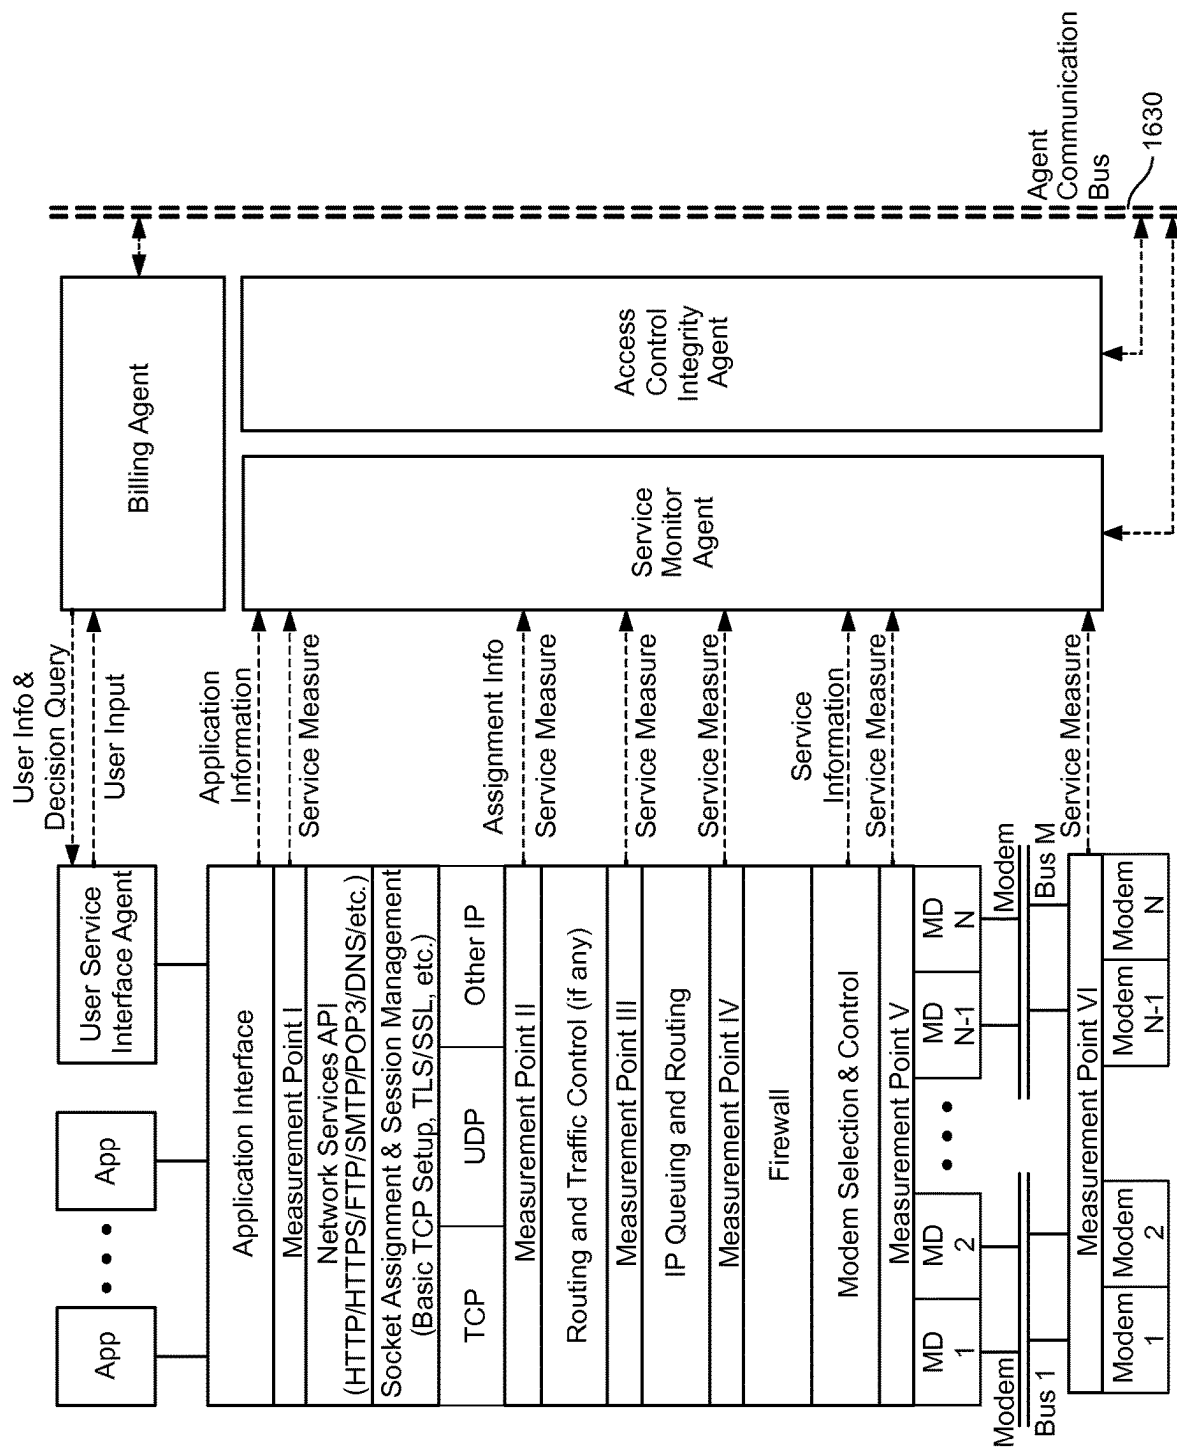 App
App
User Service
Interface Agent
User Info &
Decision Query
User Input
Billing Agent
Application Interface
Measurement Point I
Network Services API
(HTTP/HTTPS/FTP/SMTP/POP3/DNS/etc.)
Socket Assignment & Session Management
(Basic TCP Setup, TLS/SSL, etc.)
TCP
UDP
Other IP
Measurement Point II
Routing and Traffic Control (if any)
Measurement Point III
IP Queuing and Routing
Measurement Point IV
Firewall
Modem Selection & Control
Measurement Point V
MD
1
MD
2
MD
N-1
MD
N
Modem
Bus 1
Modem
Bus M
Measurement Point VI
Modem
1
Modem
2
Modem
N-1
Modem
N
Application
Information
Service Measure
Assignment Info
Service Measure
Service Measure
Service Measure
Service
Information
Service Measure
Service Measure
Service
Monitor
Agent
Access
Control
Integrity
Agent
Agent
Communication
Bus
1630